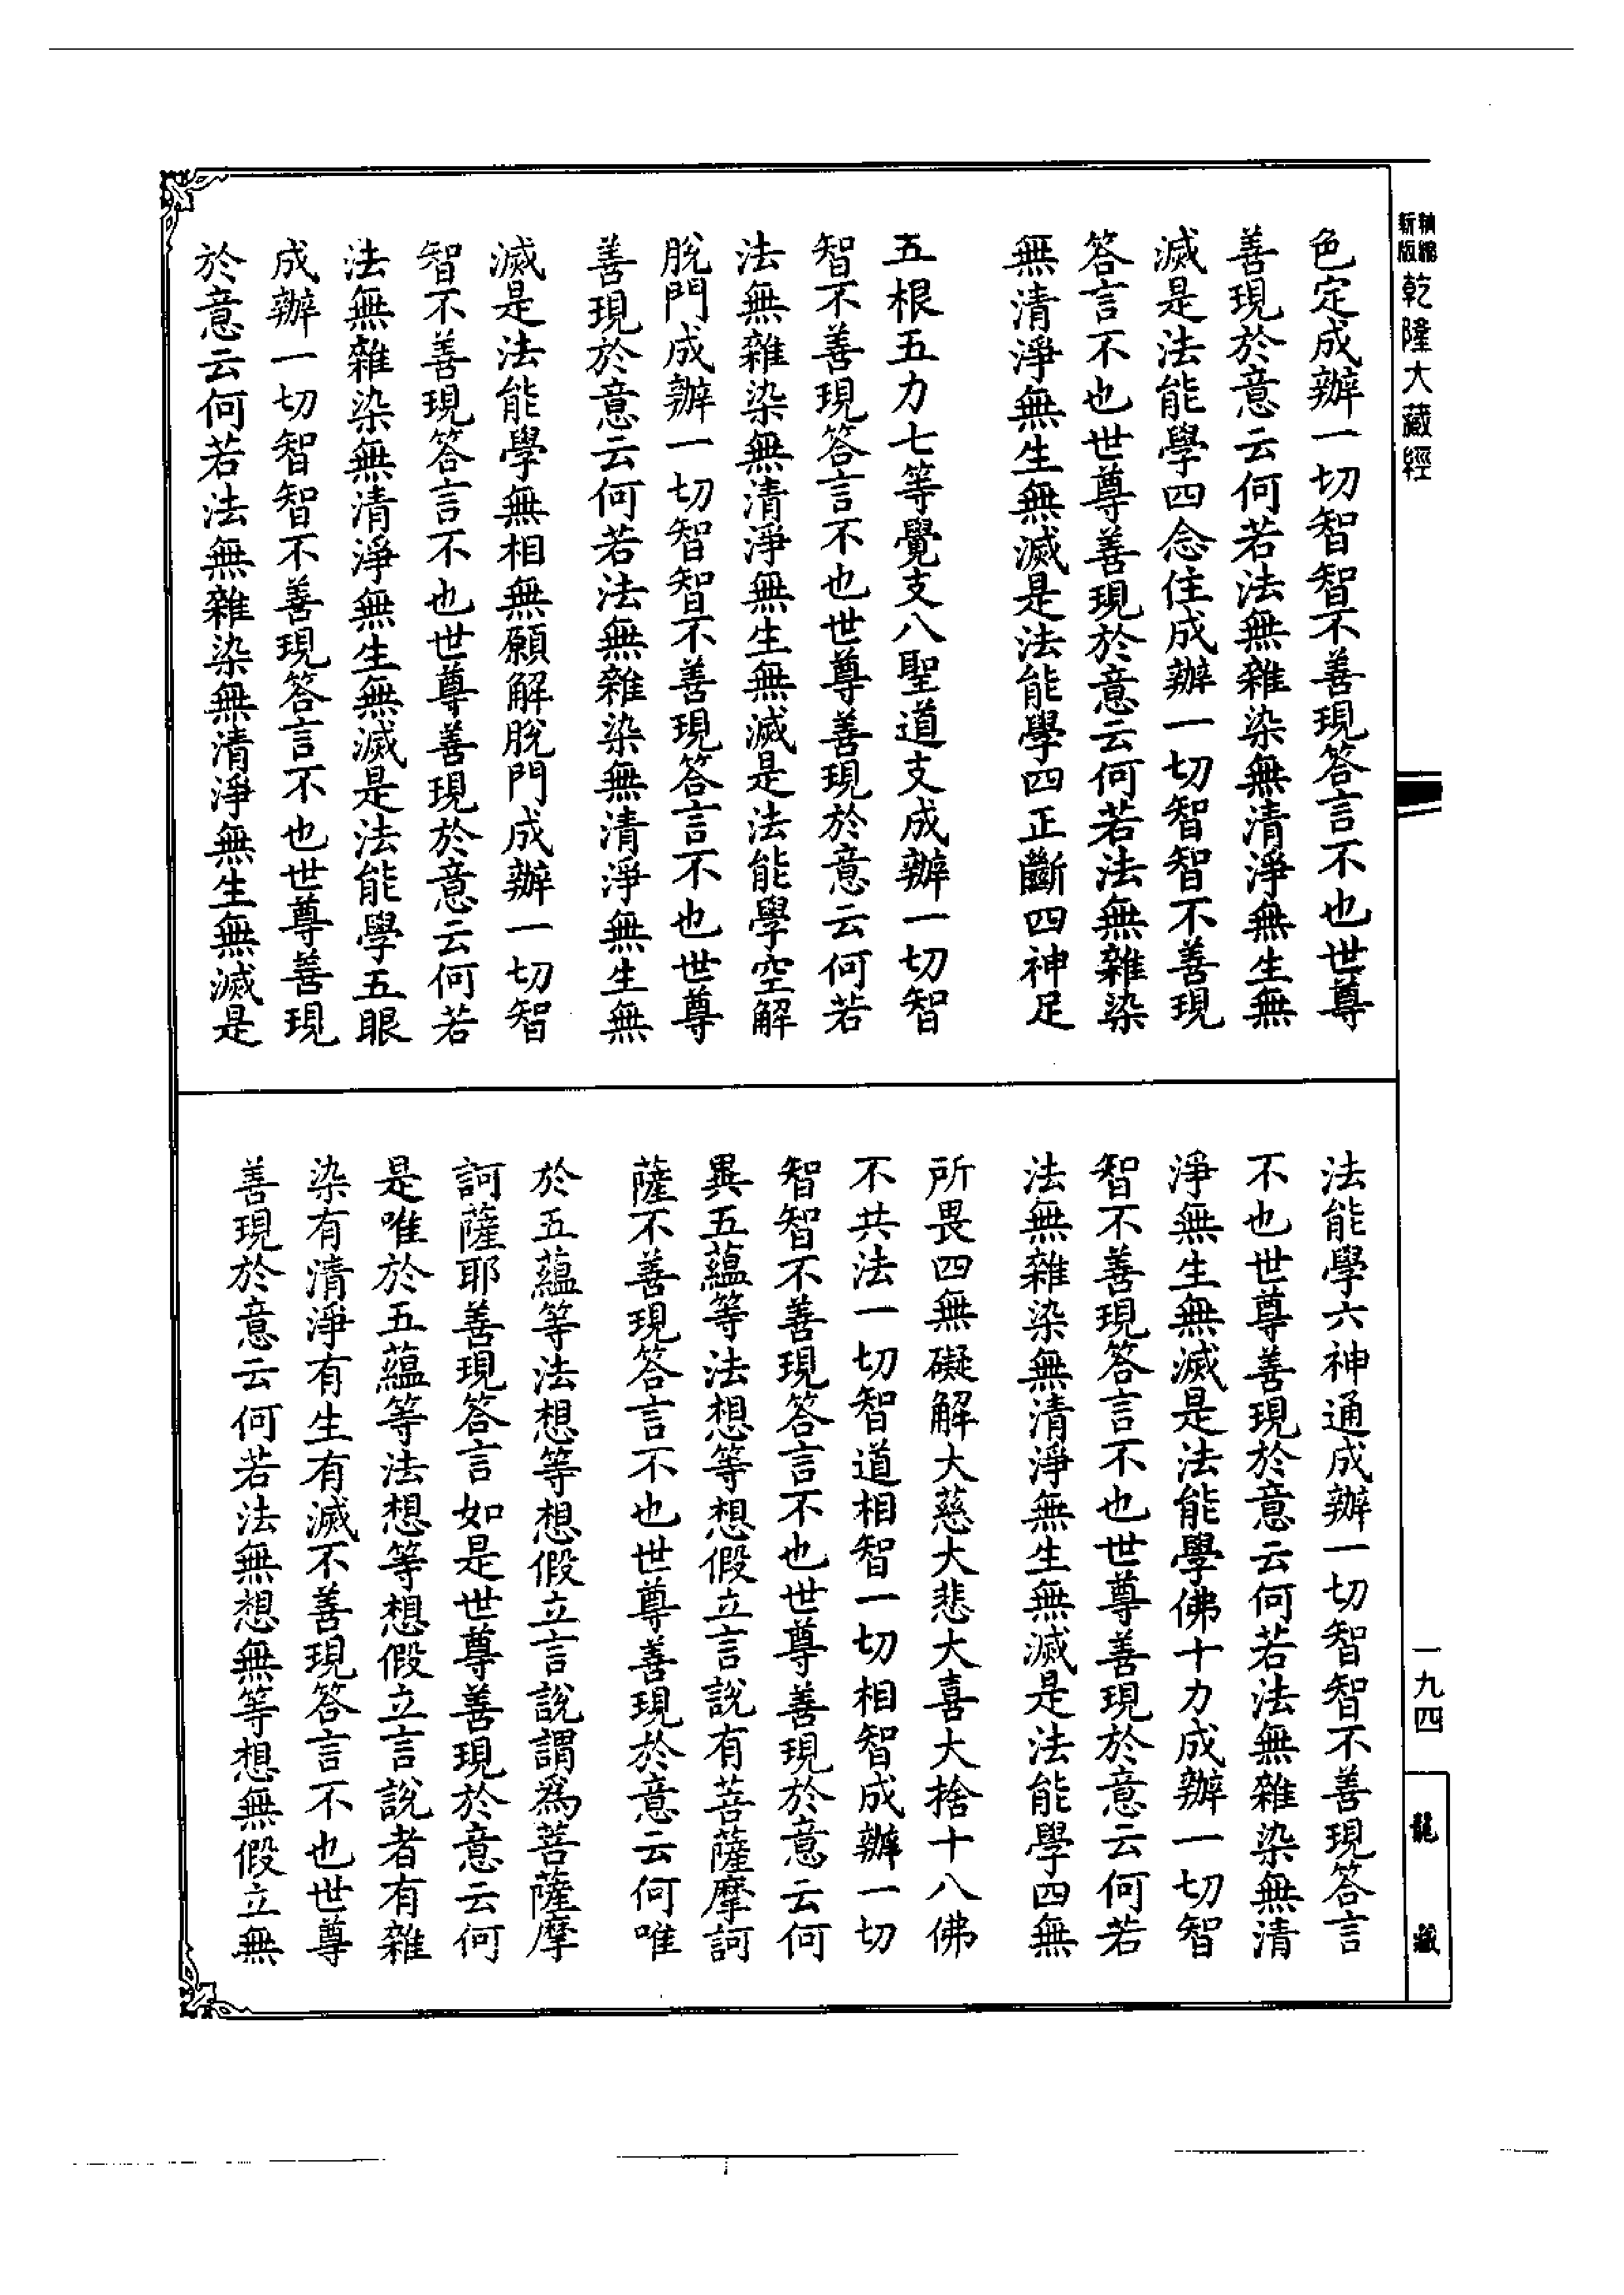 精縮新版乾隆大藏經
色定成辦一切智智不善現答言不也世尊
善現於意云何若法無雜染無清淨無生無
滅是法能學四念住成辦一切智智不善現
答言不也世尊善現於意云何若法無雜染
無清淨無生無滅是法能學四正斷四神足
五根五力七等覺支八聖道支成辦一切智
智不善現答言不也世尊善現於意云何若
法無雜染無清淨無生無滅是法能學空解
脫門成辦一切智智不善現答言不也世尊
善現於意云何若法無雜染無清淨無生無
滅是法能學無相無願解脫門成辦一切智
智不善現答言不也世尊善現於意云何若
法無雜染無清淨無生無滅是法能學五眼
成辦一切智智不善現答言不也世尊善現
於意云何若法無雜染無清淨無生無滅是
法能學六神通成辦一切智智不善現答言
不也世尊善現於意云何若法無雜染無清
淨無生無滅是法能學佛十力成辦一切智
智不善現答言不也世尊善現於意云何若
法無雜染無清淨無生無滅是法能學四無
所畏四無礙解大慈大悲大喜大捨十八佛
不共法一切智道相智一切相智成辦一切
智智不善現答言不也世尊善現於意云何
異五蘊等法想等想假立言說有菩薩摩訶
薩不善現答言不也世尊善現於意云何唯
於五蘊等法想等想假立言說謂為菩薩摩
訶薩耶善現答言如是世尊善現於意云何
是唯於五蘊等法想等想假立言說者有雜
染有清淨有生有滅不善現答言不也世尊
善現於意云何若法無想無等想無假立無
一九四
龍藏